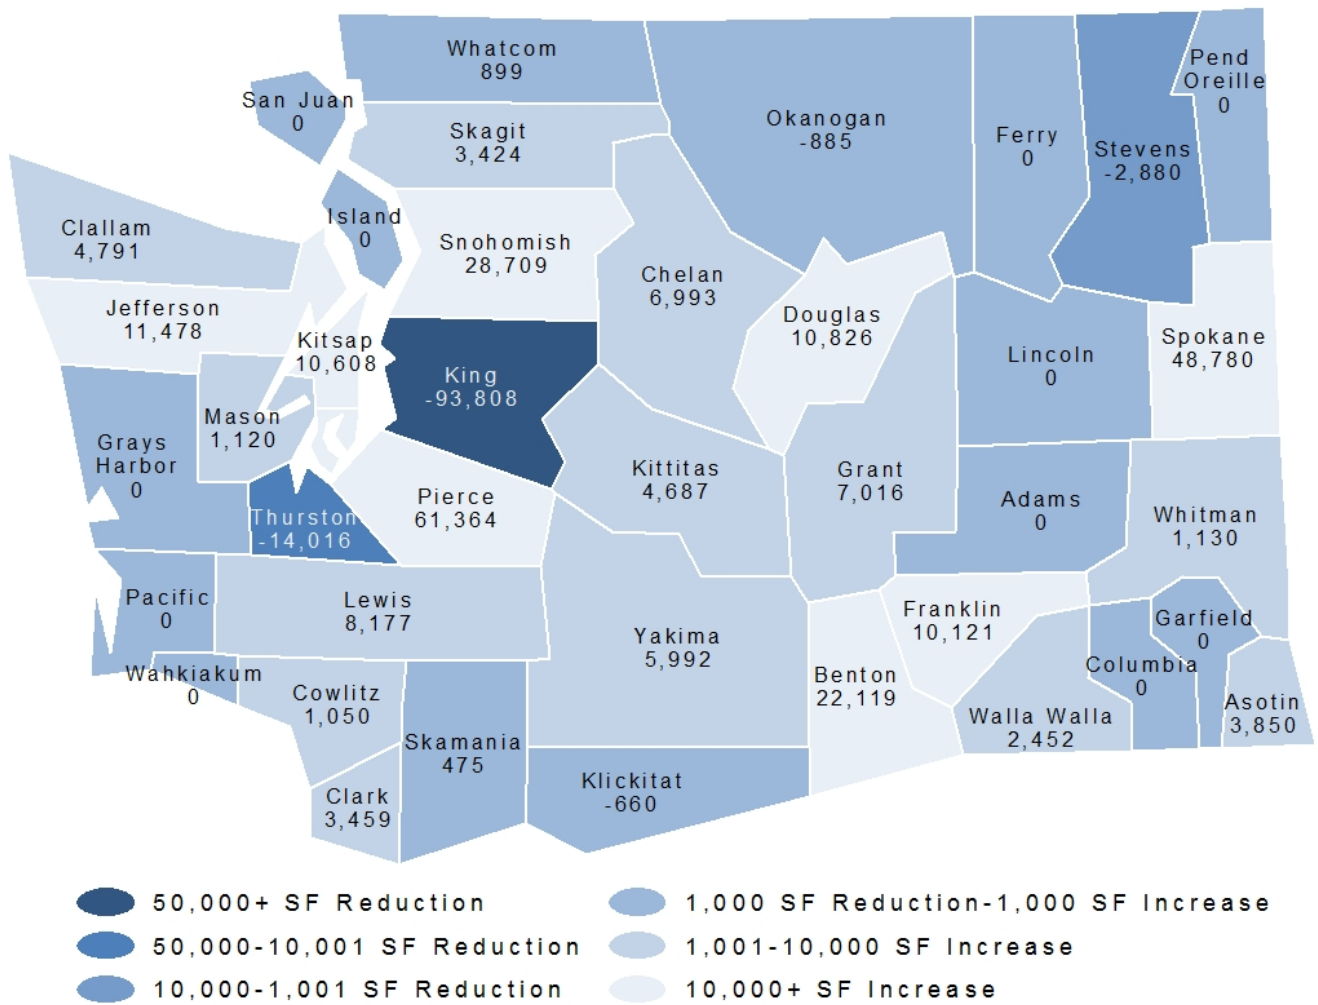 Whatcom
899
Pend
Oreille
0
San Juan
0
Skagit
3,424
Okanogan
-885
Ferry
0
Stevens
-2,880
Clallam
4,791
Island
0
Snohomish
28,709
Chelan
6,993
Jefferson
11,478
Kitsap
10,608
Douglas
10,826
Lincoln
0
Spokane
48,780
King
-93,808
Mason
1,120
Grays
Harbor
0
Kittitas
4,687
Grant
7,016
Adams
0
Whitman
1,130
Pierce
61,364
Thurston
-14,016
Pacific
0
Lewis
8,177
Yakima
5,992
Franklin
10,121
Garfield
0
Columbia
0
Wahkiakum
0
Cowlitz
1,050
Benton
22,119
Walla Walla
2,452
Asotin
3,850
Skamania
475
Klickitat
-660
Clark
3,459
50,000+ SF Reduction
50,000-10,001 SF Reduction
10,000-1,001 SF Reduction
1,000 SF Reduction-1,000 SF Increase
1,001-10,000 SF Increase
10,000+ SF Increase